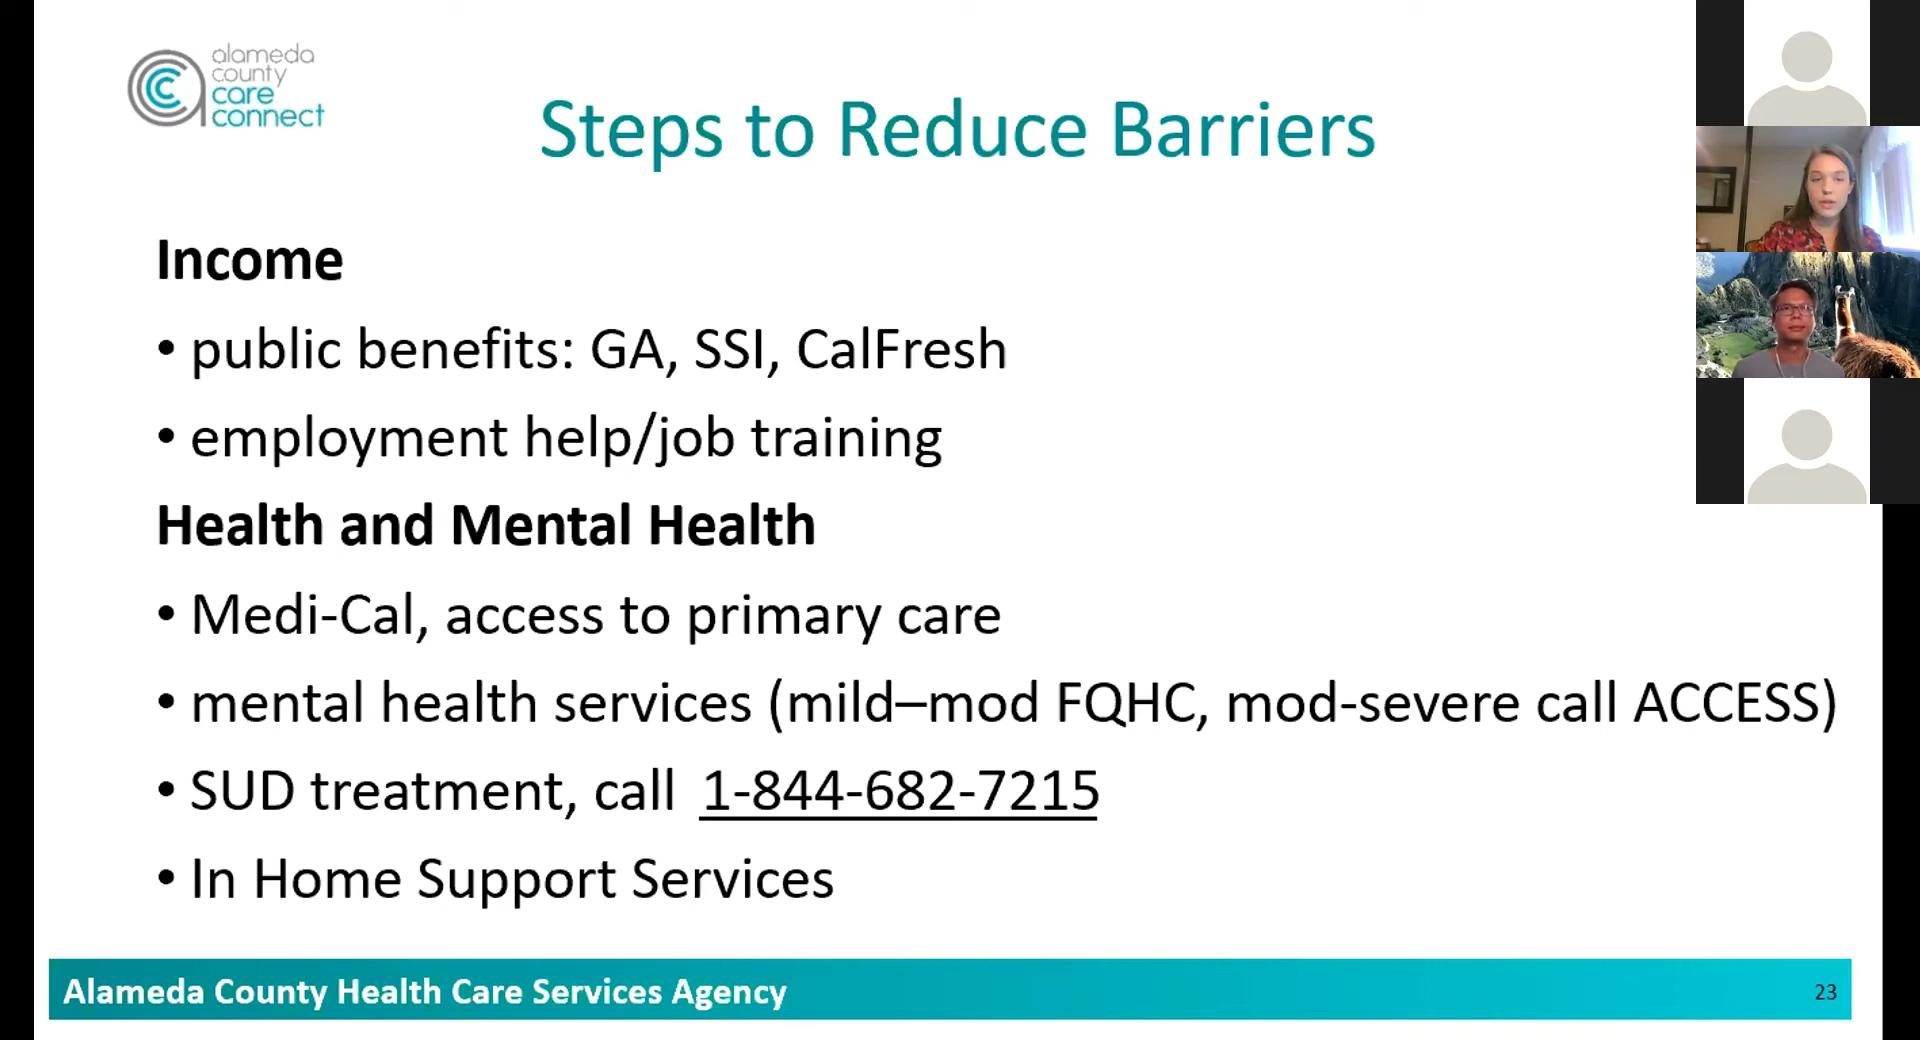 alameda
county
care
connect
Steps to Reduce Barriers
Income
• public benefits: GA, SSI, CalFresh
• employment help/job training
Health and Mental Health
• Medi-Cal, access to primary care
• mental health services (mild–mod FQHC, mod-severe call ACCESS)
• SUD treatment, call 1-844-682-7215
• In Home Support Services
Alameda County Health Care Services Agency
23